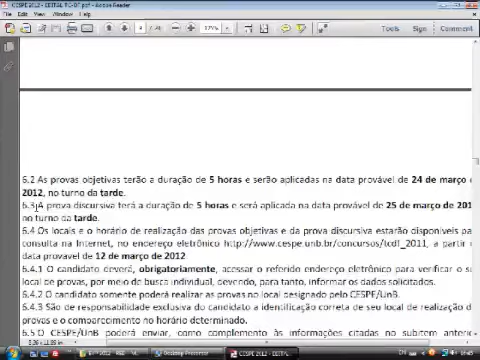 CESPE 2012 - EDITAL TC-DF.pdf - Adobe Reader
File Edit View Window Help
Tools Sign Comment
6.2 As provas objetivas terão a duração de 5 horas e serão aplicadas na data provável de 24 de março
2012, no turno da tarde.
6.3 A prova discursiva terá a duração de 5 horas e será aplicada na data provável de 25 de março de 201
no turno da tarde.
6.4 Os locais e o horário de realização das provas objetivas e da prova discursiva estarão disponíveis pa
consulta na Internet, no endereço eletrônico http://www.cespe.unb.br/concursos/tcdf_2011, a partir
data provável de 12 de março de 2012.
6.4.1 O candidato deverá, obrigatoriamente, acessar o referido endereço eletrônico para verificar o se
local de provas, por meio de busca individual, devendo, para tanto, informar os dados solicitados.
6.4.2 O candidato somente poderá realizar as provas no local designado pelo CESPE/UnB.
6.4.3 São de responsabilidade exclusiva do candidato a identificação correta de seu local de realização d
provas e o comparecimento no horário determinado.
6.5 O CESPE/UnB poderá enviar, como complemento às informações citadas no subitem anteri
Desktop Presenter
CESPE 2012 - EDITA